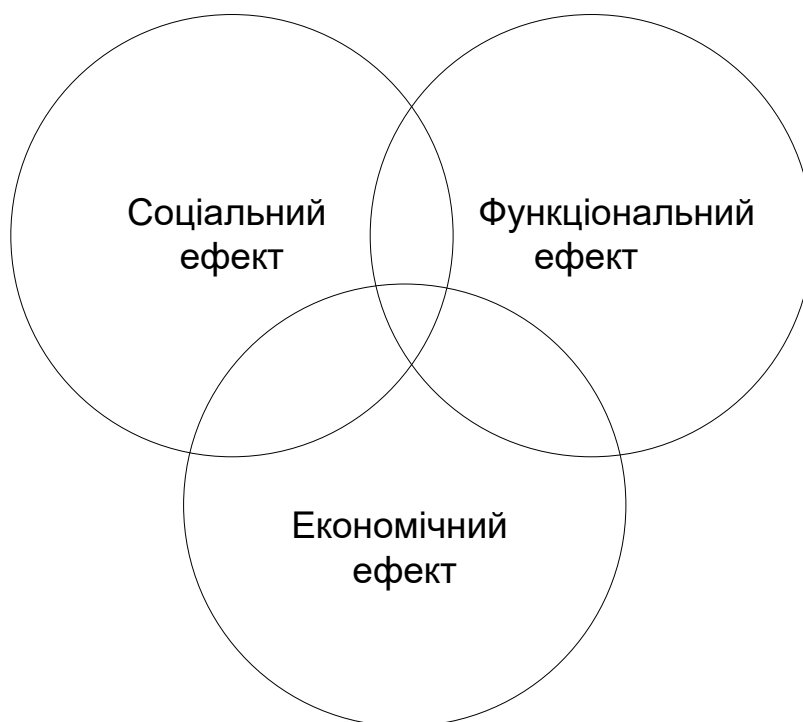 Соціальний
ефект
Функціональний
ефект
Економічний
ефект